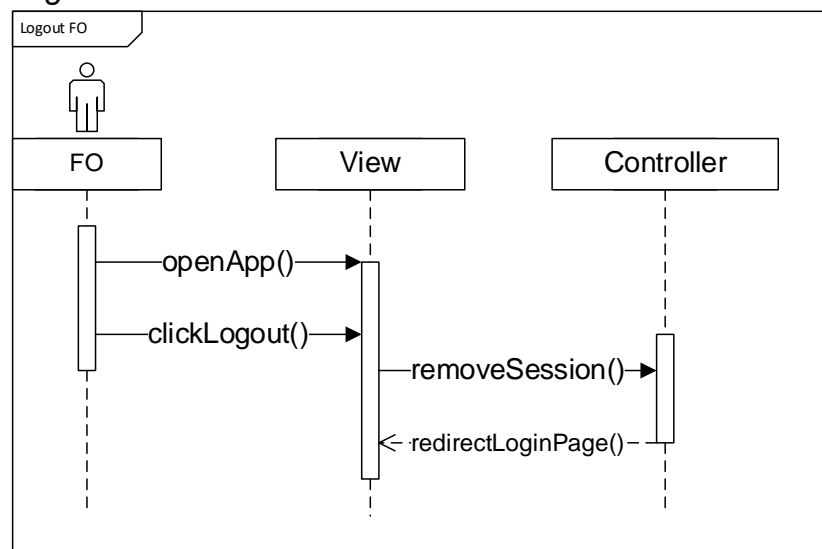 Logout FO
FO
View
Controller
openApp()
clickLogout()
removeSession()
redirectLoginPage()